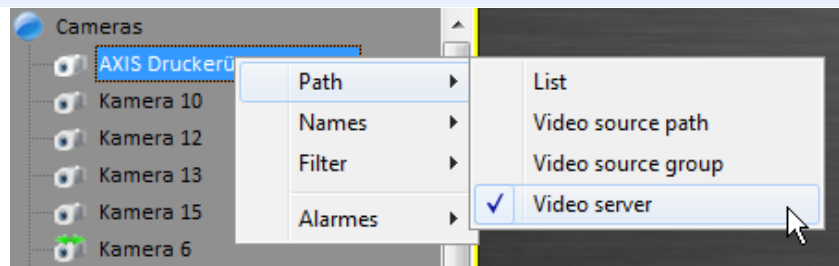 Cameras
AXIS Druckerü
Kamera 10
Kamera 12
Kamera 13
Kamera 15
Kamera 6
Path
Names
Filter
Alarmes
List
Video source path
Video source group
Video server